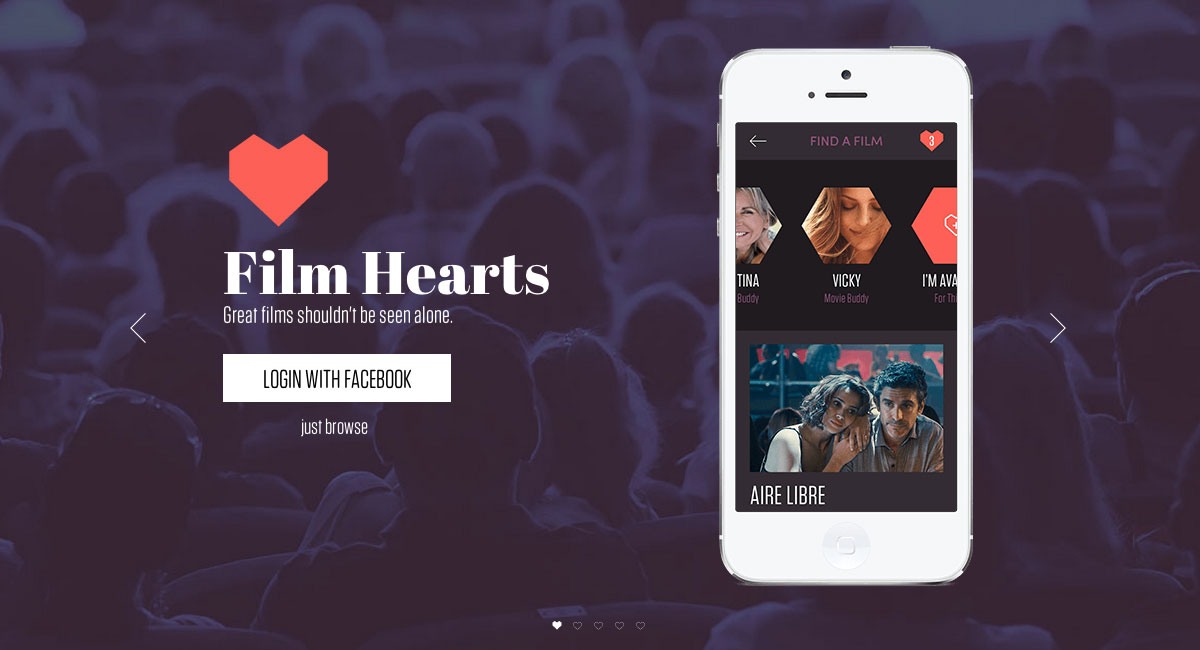 Film Hearts
Great films shouldn't be seen alone.
LOGIN WITH FACEBOOK
just browse
FIND A FILM
3
TINA
Buddy
VICKY
Movie Buddy
I'M AVA
For Th
AIRE LIBRE